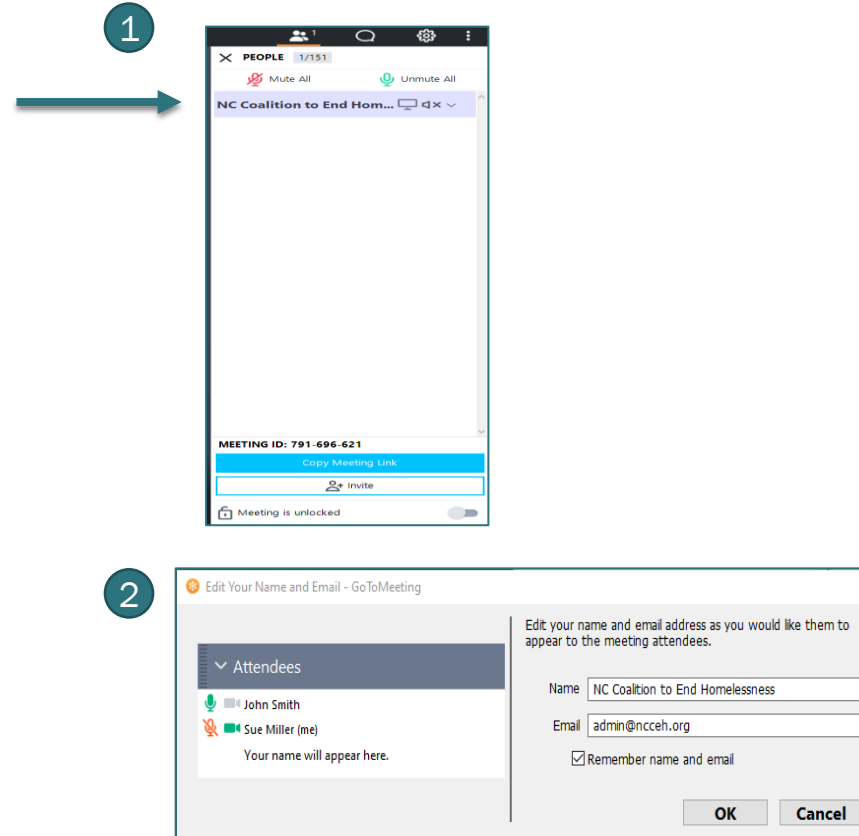 1
1
PEOPLE 1/151
Mute All Unmute All
NC Coalition to End Hom...
MEETING ID: 791-696-621
Copy Meeting Link
Invite
Meeting is unlocked
2
Edit Your Name and Email - GoToMeeting
Attendees
John Smith
Sue Miller (me)
Your name will appear here.
Edit your name and email address as you would like them to
appear to the meeting attendees.
Name NC Coalition to End Homelessness
Email admin@ncceh.org
Remember name and email
OK Cancel